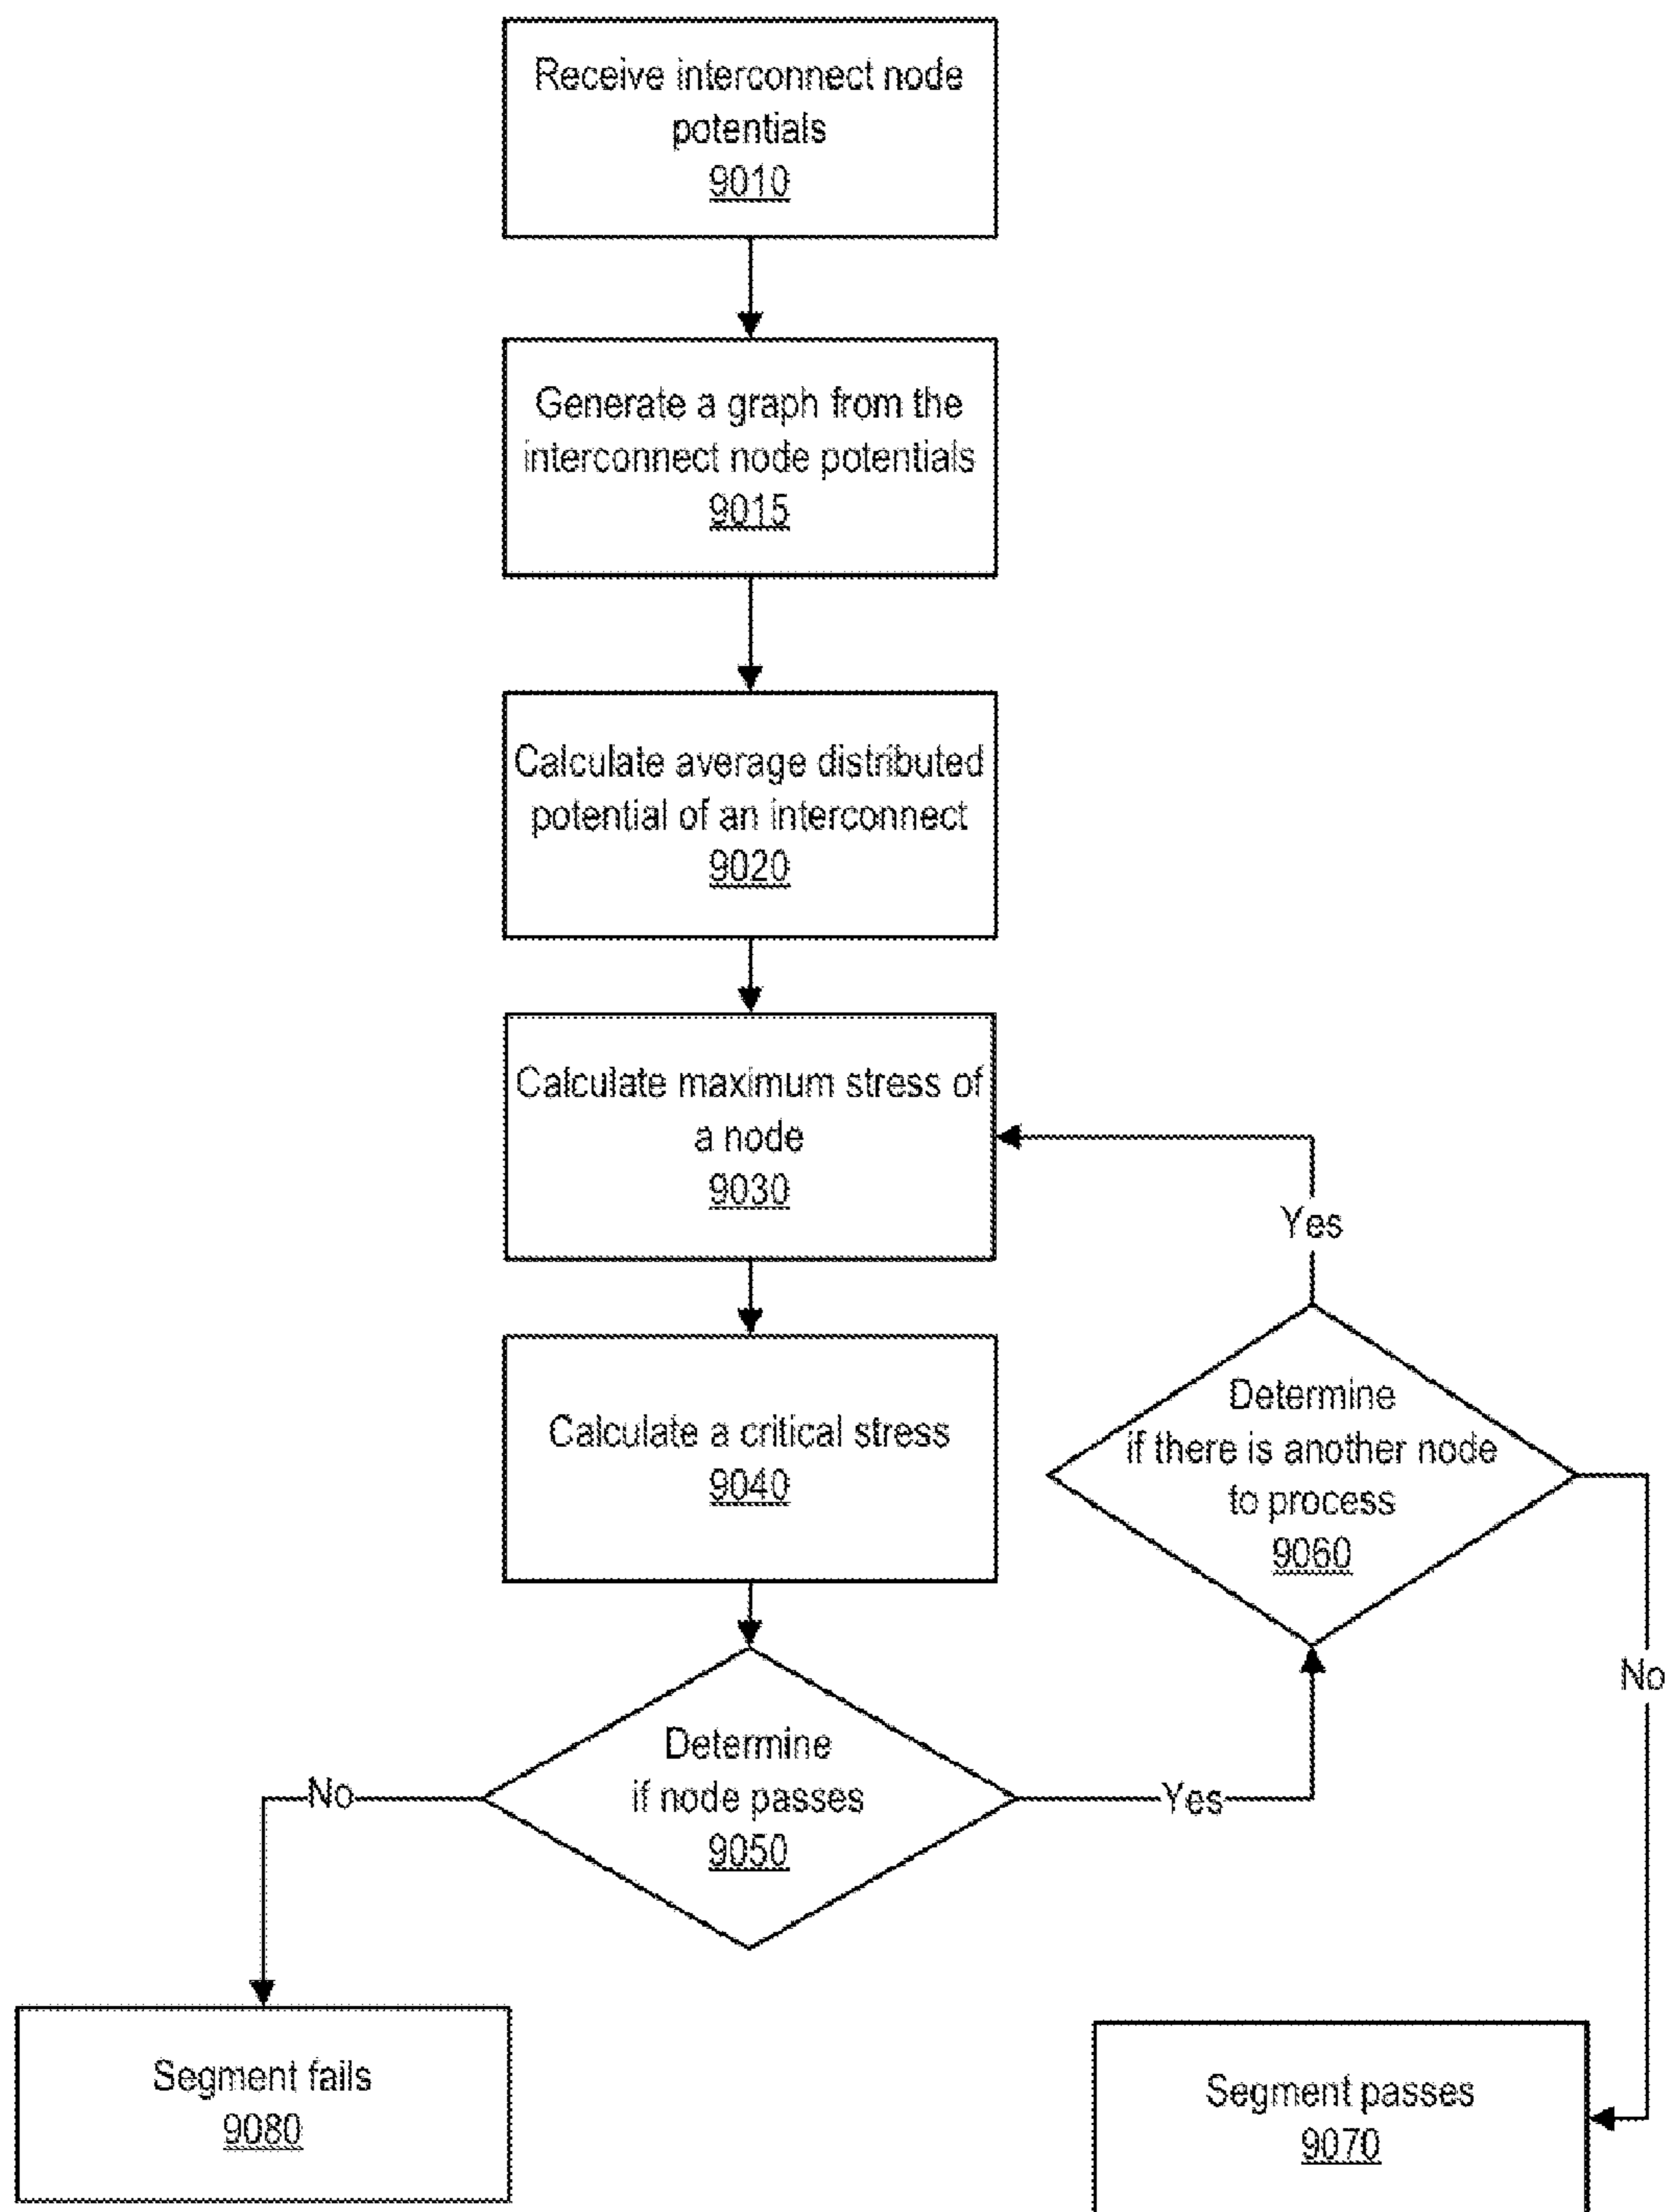 Receive interconnect node
potentials
9010
Generate a graph from the
interconnect node potentials
9015
Calculate average distributed
potential of an interconnect
9020
Calculate maximum stress of
a node
9030
Yes
Calculate a critical stress
9040
Determine
if there is another node
to process
9060
No
Determine
if node passes
9050
No
Yes
Segment fails
9080
Segment passes
9070